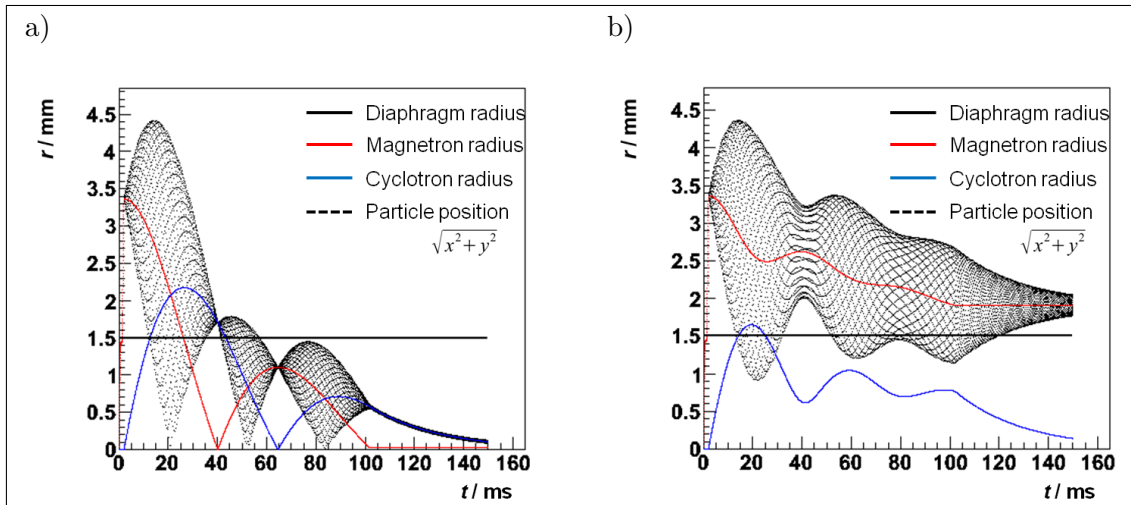 a)
r / mm
4.5
4
3.5
3
2.5
2
1.5
1
0.5
0
Diaphragm radius
Magnetron radius
Cyclotron radius
Particle position
√x² + y²
0 20 40 60 80 100 120 140 160
t / ms
b)
r / mm
4.5
4
3.5
3
2.5
2
1.5
1
0.5
0
Diaphragm radius
Magnetron radius
Cyclotron radius
Particle position
√x² + y²
0 20 40 60 80 100 120 140 160
t / ms